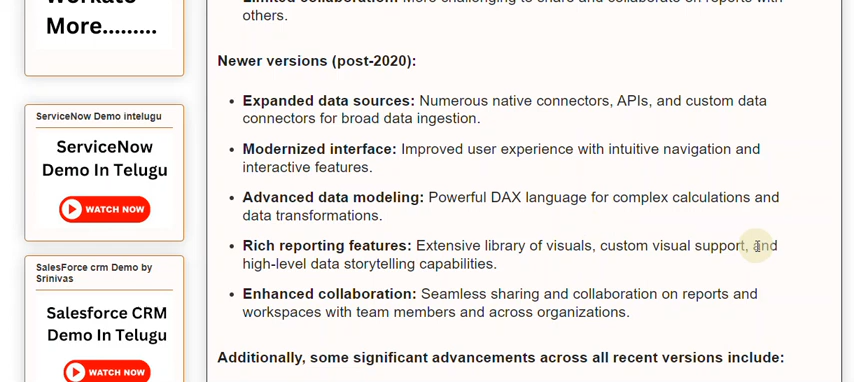 More.........
ServiceNow Demo intelugu
ServiceNow
Demo In Telugu
WATCH NOW
SalesForce crm Demo by
Srinivas
Salesforce CRM
Demo In Telugu
WATCH NOW
others.
Newer versions (post-2020):
• Expanded data sources: Numerous native connectors, APIs, and custom data
connectors for broad data ingestion.
• Modernized interface: Improved user experience with intuitive navigation and
interactive features.
• Advanced data modeling: Powerful DAX language for complex calculations and
data transformations.
• Rich reporting features: Extensive library of visuals, custom visual support, and
high-level data storytelling capabilities.
• Enhanced collaboration: Seamless sharing and collaboration on reports and
workspaces with team members and across organizations.
Additionally, some significant advancements across all recent versions include: